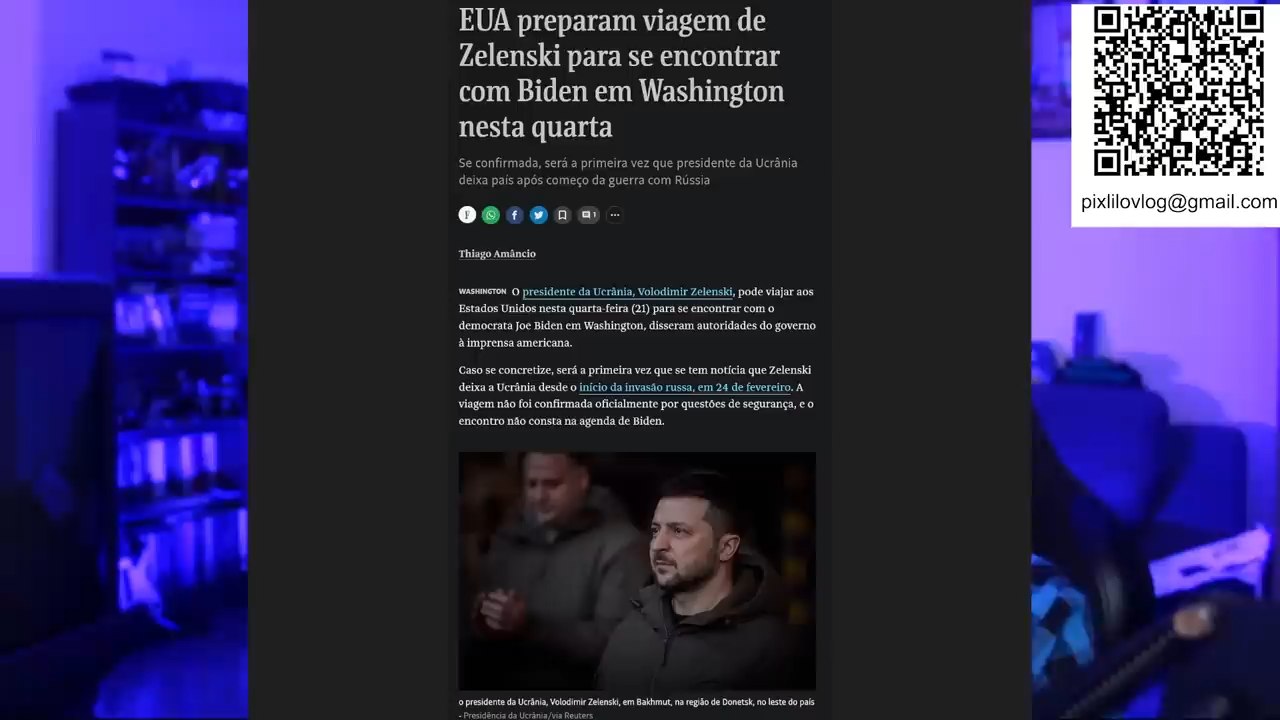 EUA preparam viagem de
Zelenski para se encontrar
com Biden em Washington
nesta quarta
Se confirmada, será a primeira vez que presidente da Ucrânia
deixa país após começo da guerra com Rússia
F
f
1
Thiago Amâncio
WASHINGTON O presidente da Ucrânia, Volodimir Zelenski, pode viajar aos
Estados Unidos nesta quarta-feira (21) para se encontrar com o
democrata Joe Biden em Washington, disseram autoridades do governo
à imprensa americana.
Caso se concretize, será a primeira vez que se tem notícia que Zelenski
deixa a Ucrânia desde o início da invasão russa, em 24 de fevereiro. A
viagem não foi confirmada oficialmente por questões de segurança, e o
encontro não consta na agenda de Biden.
o presidente da Ucrânia, Volodimir Zelenski, em Bakhmut, na região de Donetsk, no leste do país
- Presidência da Ucrânia/via Reuters
pixlilovlog@gmail.com